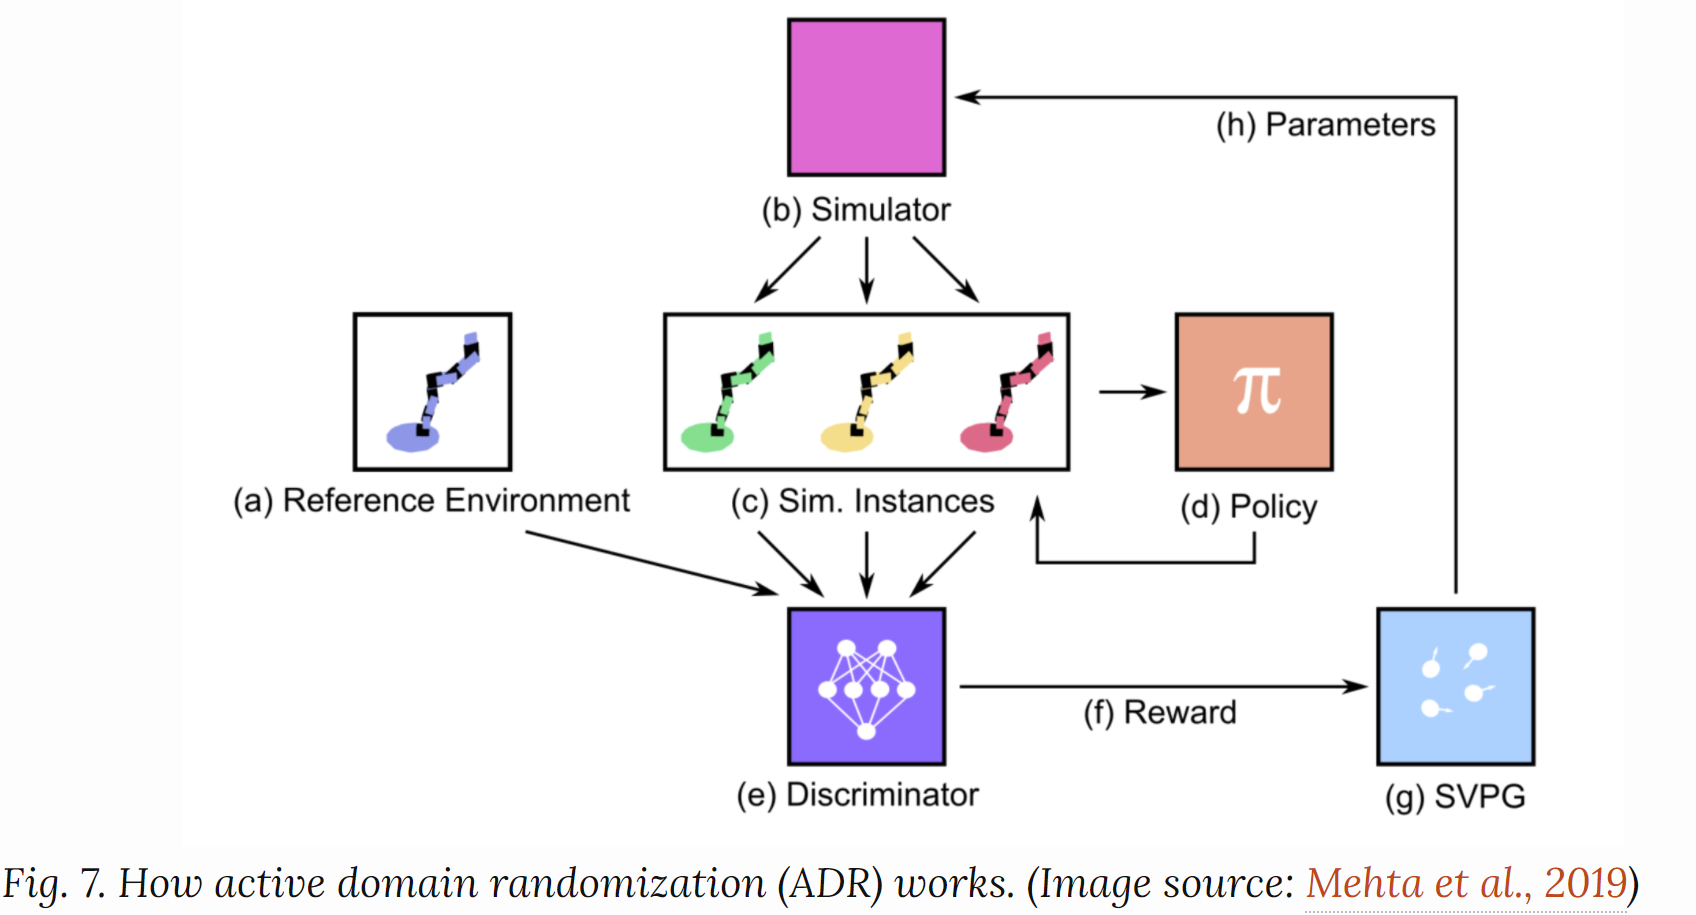 (h) Parameters
(b) Simulator
π
(a) Reference Environment
(c) Sim. Instances
(d) Policy
(f) Reward
(e) Discriminator
(g) SVPG
Fig. 7. How active domain randomization (ADR) works. (Image source: Mehta et al., 2019)